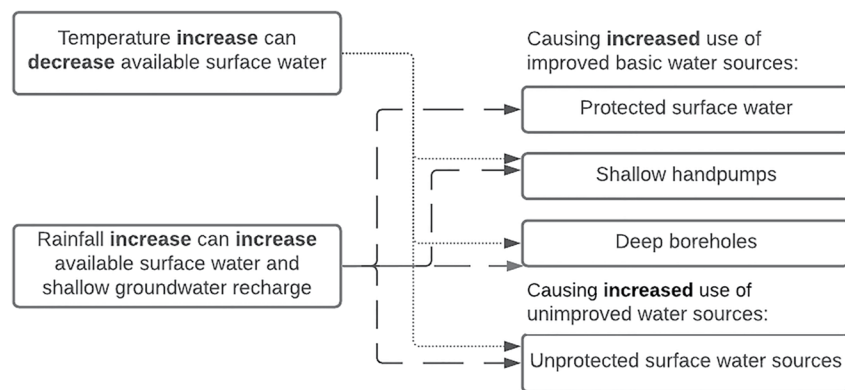 Temperature increase can
decrease available surface water
Rainfall increase can increase
available surface water and
shallow groundwater recharge
Causing increased use of
improved basic water sources:
Protected surface water
Shallow handpumps
Deep boreholes
Causing increased use of
unimproved water sources:
Unprotected surface water sources